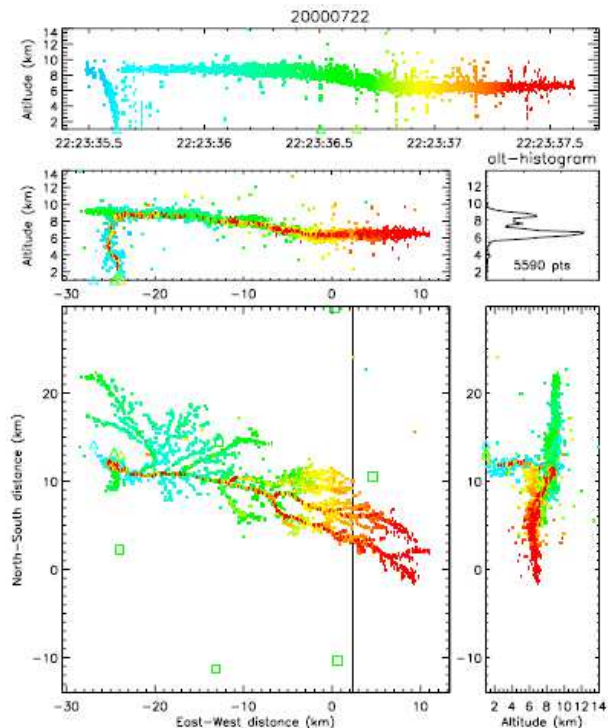 20000722
Altitude (km)
14
12
10
8
6
4
2
22:23:35.5 22:23:36 22:23:36.5 22:23:37 22:23:37.5
alt-histogram
Altitude (km)
14
12
10
8
6
4
2
-30 -20 -10 0 10
12
10
8
6
4
2
5590 pts
North-South distance (km)
20
10
0
-10
-30 -20 -10 0 10
East-West distance (km)
2 4 6 8 10 12 14
Altitude (km)